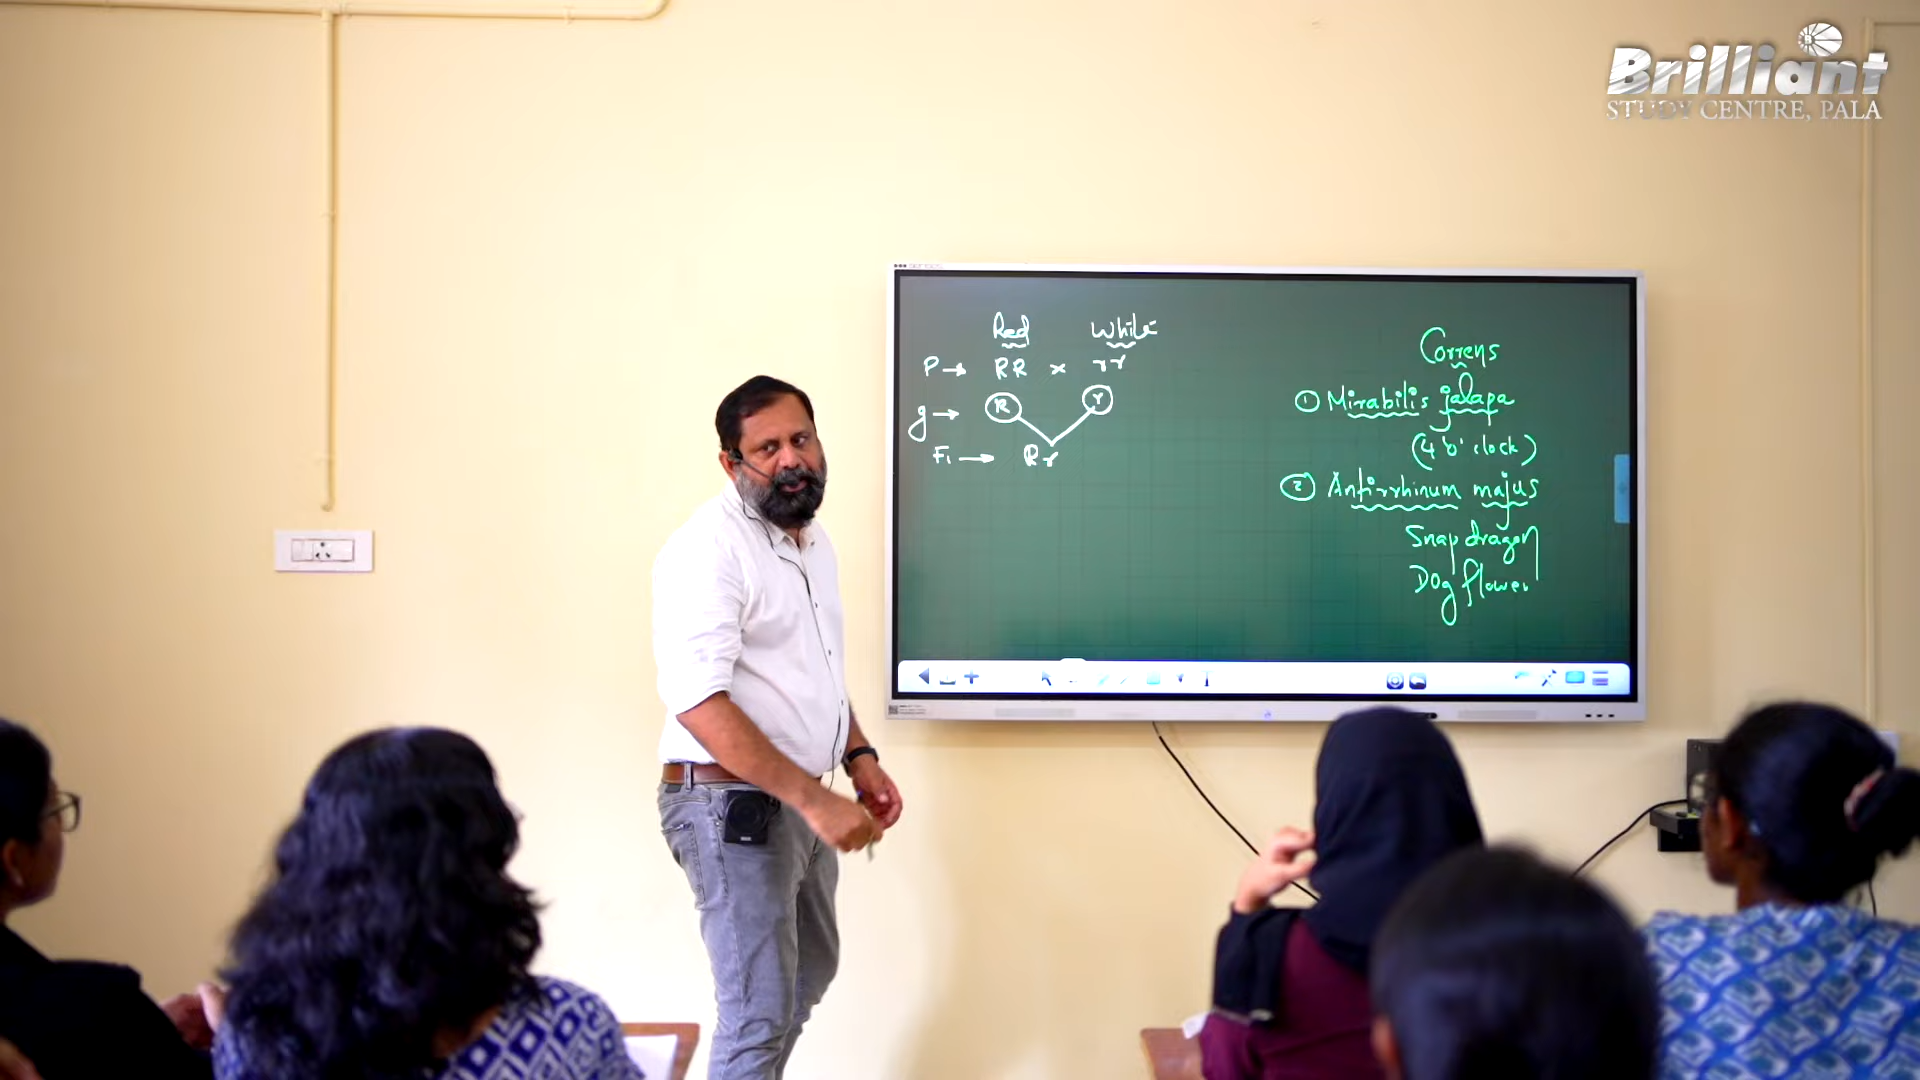 Brilliant
STUDY CENTRE, PALA
Red White
P → RR × rr
g → R r
F1 → Rr
Correns
① Mirabilis jalapa
(4 'o' clock)
② Antirrhinum majus
Snap dragon
Dog flower